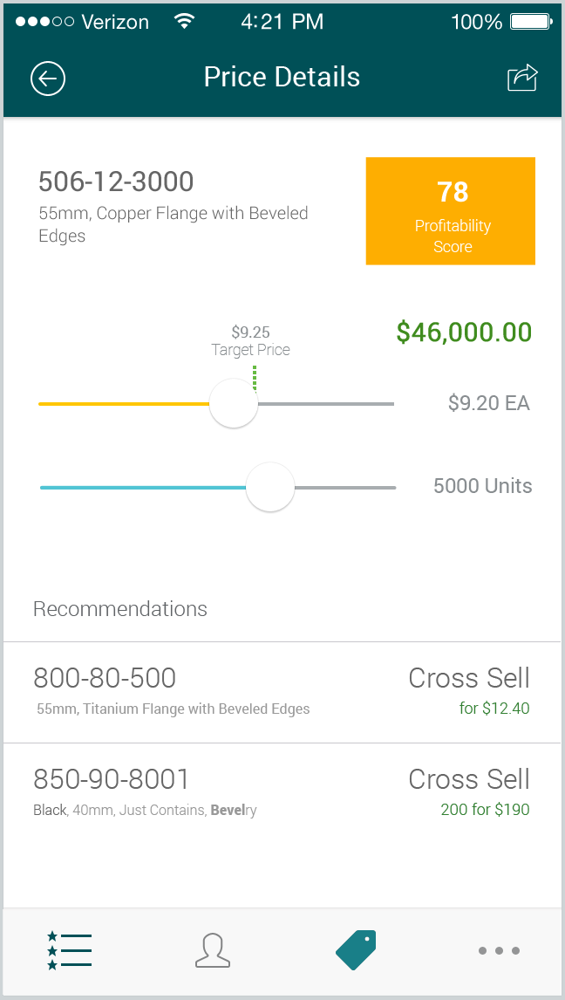 Verizon 4:21 PM 100%
Price Details
506-12-3000
55mm, Copper Flange with Beveled
Edges
78
Profitability
Score
$9.25
Target Price
$46,000.00
$9.20 EA
5000 Units
Recommendations
800-80-500
Cross Sell
55mm, Titanium Flange with Beveled Edges
for $12.40
850-90-8001
Cross Sell
Black, 40mm, Just Contains, Bevelry
200 for $190